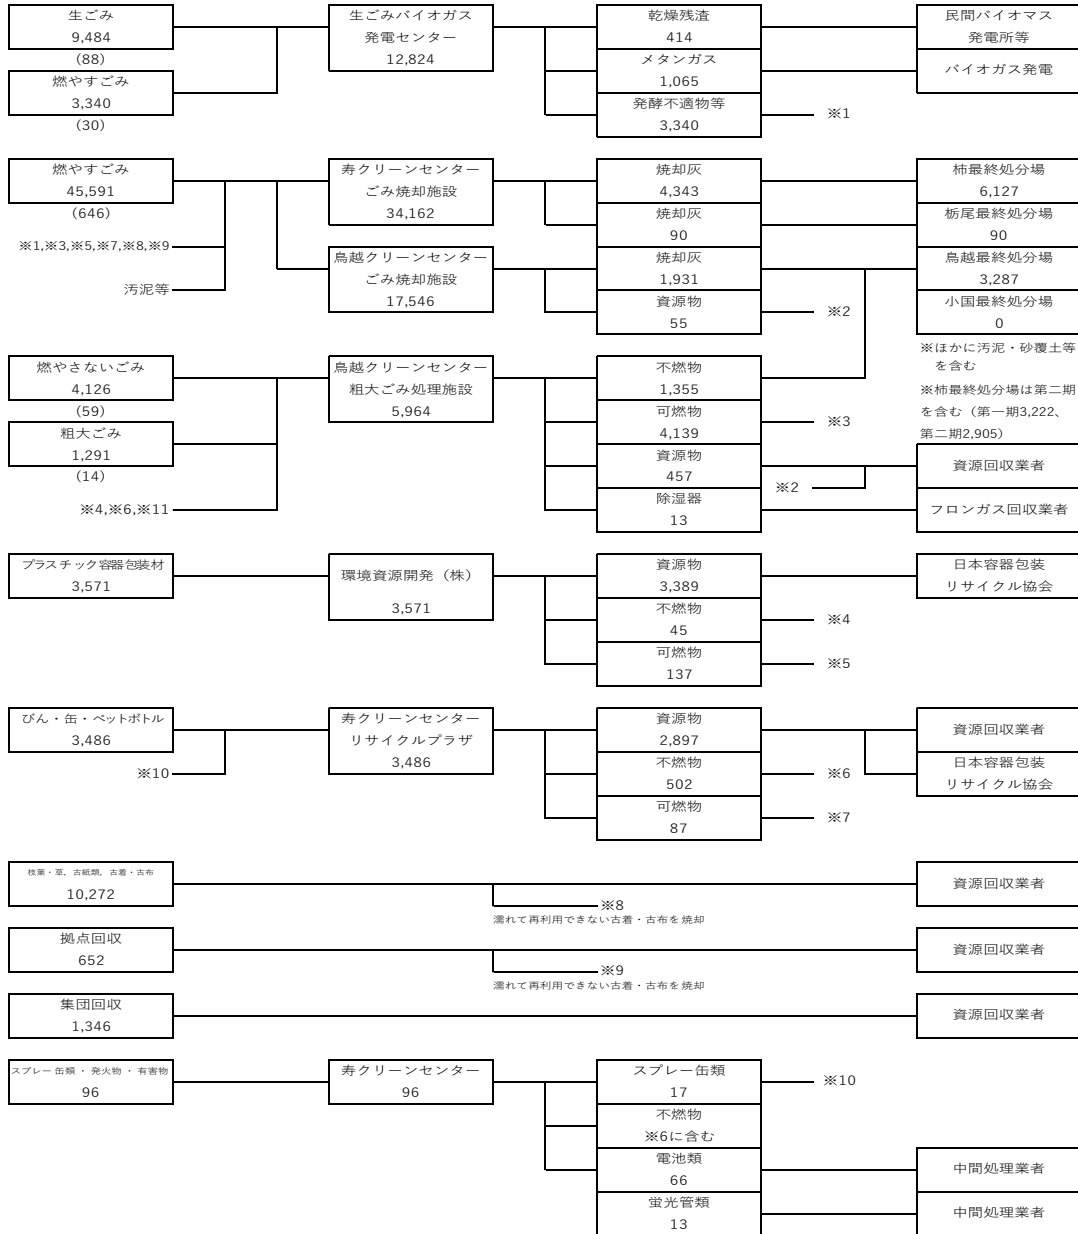 生ごみ
9,484
(88)
燃やすごみ
3,340
(30)
生ごみバイオガス
発電センター
12,824
乾燥残渣
414
メタンガス
1,065
発酵不適物等
3,340
※1
民間バイオマス
発電所等
バイオガス発電
燃やすごみ
45,591
(646)
※1,※3,※5,※7,※8,※9
汚泥等
寿クリーンセンター
ごみ焼却施設
34,162
鳥越クリーンセンター
ごみ焼却施設
17,546
焼却灰
4,343
焼却灰
90
焼却灰
1,931
資源物
55
※2
柿最終処分場
6,127
栃尾最終処分場
90
鳥越最終処分場
3,287
小国最終処分場
0
※ほかに汚泥・砂覆土等
を含む
※柿最終処分場は第二期
を含む（第一期3,222、
第二期2,905）
燃やさないごみ
4,126
(59)
粗大ごみ
1,291
(14)
※4,※6,※11
鳥越クリーンセンター
粗大ごみ処理施設
5,964
不燃物
1,355
可燃物
4,139
※3
資源物
457
※2
除湿器
13
資源回収業者
フロンガス回収業者
プラスチック容器包装材
3,571
環境資源開発（株）
3,571
資源物
3,389
不燃物
45
※4
可燃物
137
※5
日本容器包装
リサイクル協会
びん・缶・ペットボトル
3,486
※10
寿クリーンセンター
リサイクルプラザ
3,486
資源物
2,897
不燃物
502
※6
可燃物
87
※7
資源回収業者
日本容器包装
リサイクル協会
枝葉・草，古紙類，古着・古布
10,272
※8
濡れて再利用できない古着・古布を焼却
資源回収業者
拠点回収
652
※9
濡れて再利用できない古着・古布を焼却
資源回収業者
集団回収
1,346
資源回収業者
スプレー缶類・発火物・有害物
96
寿クリーンセンター
96
スプレー缶類
17
※10
不燃物
※6に含む
電池類
66
蛍光管類
13
中間処理業者
中間処理業者